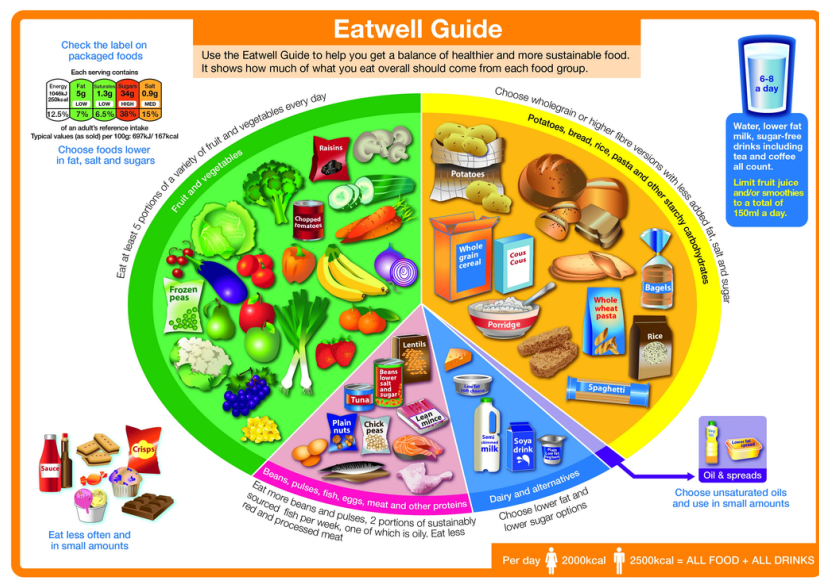 Eatwell Guide
Use the Eatwell Guide to help you get a balance of healthier and more sustainable food.
It shows how much of what you eat overall should come from each food group.
Check the label on
packaged foods
Each serving contains
Energy
1046kJ
250kcal
12.5%
Fat
5g
LOW
7%
Saturates
1.3g
LOW
6.5%
Sugars
34g
HIGH
38%
Salt
0.9g
MED
15%
of an adult's reference intake
Typical values (as sold) per 100g: 697kJ/ 167kcal
Choose foods lower
in fat, salt and sugars
6-8
a day
Water, lower fat
milk, sugar-free
drinks including
tea and coffee
all count.
Limit fruit juice
and/or smoothies
to a total of
150ml a day.
Eat at least 5 portions of a variety of fruit and vegetables every day
Fruit and vegetables
Raisins
Chopped
tomatoes
Frozen
peas
Choose wholegrain or higher fibre versions with less added fat, salt and sugar
Potatoes, bread, rice, pasta and other starchy carbohydrates
Potatoes
Whole
grain
cereal
Cous
Cous
Bagels
Porridge
Whole
wheat
pasta
Rice
Spaghetti
Lentils
Beans
lower
salt
and
sugar
Tuna
Plain
nuts
Chick
peas
Lean
mince
Beans, pulses, fish, eggs, meat and other proteins
Eat more beans and pulses, 2 portions of sustainably
sourced fish per week, one of which is oily. Eat less
red and processed meat
Low fat
soft cheese
Semi
skimmed
milk
Soya
drink
Plain
Low fat
Yoghurt
Dairy and alternatives
Choose lower fat and
lower sugar options
Lower fat
spread
Oil & spreads
Choose unsaturated oils
and use in small amounts
Sauce
Crisps
Eat less often and
in small amounts
Per day 2000kcal 2500kcal = ALL FOOD + ALL DRINKS